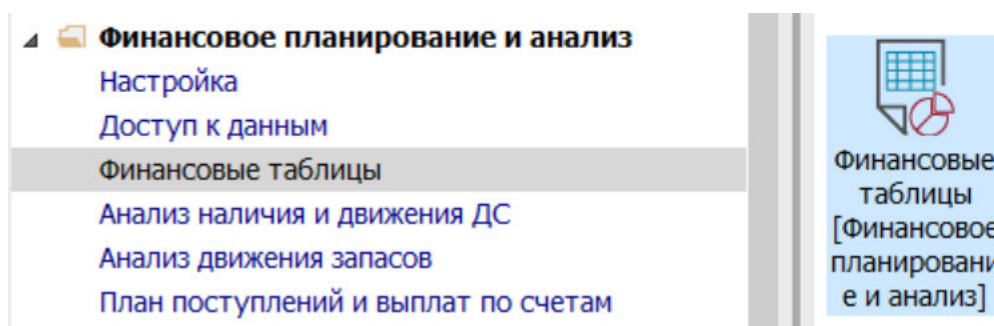 Финансовое планирование и анализ
Настройка
Доступ к данным
Финансовые таблицы
Анализ наличия и движения ДС
Анализ движения запасов
План поступлений и выплат по счетам
Финансовые
таблицы
[Финансовое
планировани
е и анализ]